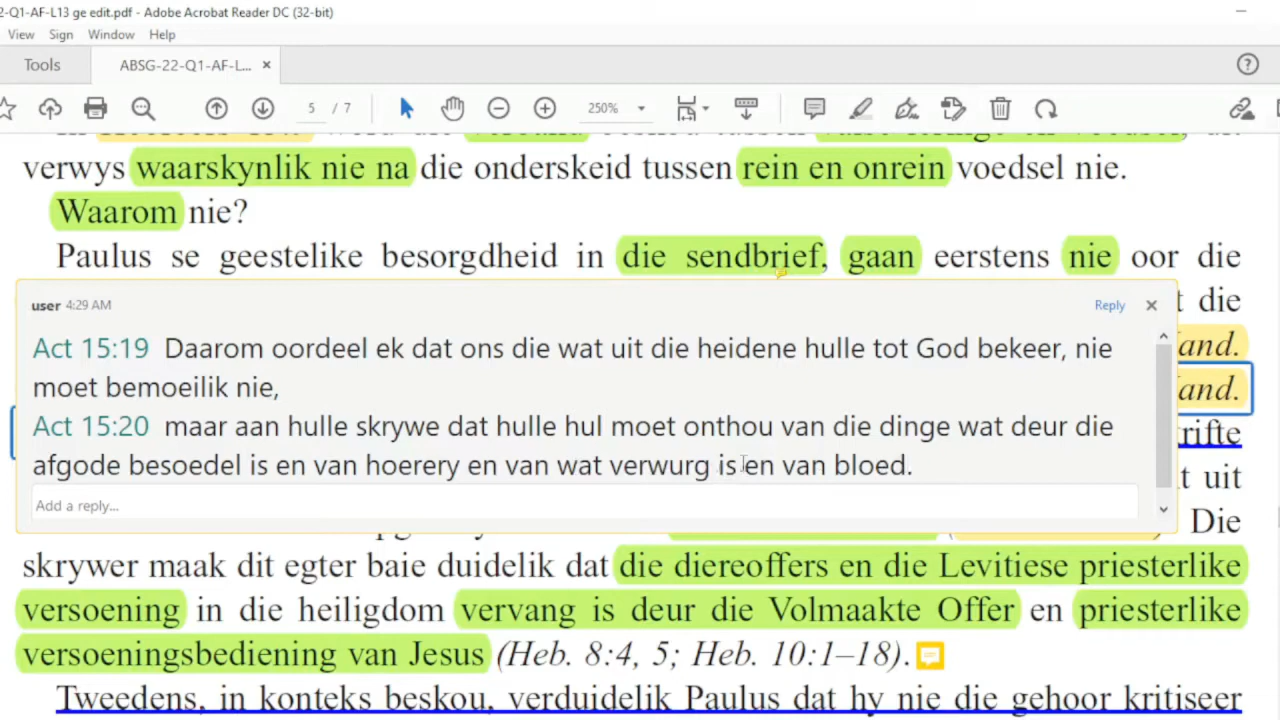 2-Q1-AF-L13 ge edit.pdf - Adobe Acrobat Reader DC (32-bit)
View Sign Window Help
Tools ABSG-22-Q1-AF-L... ×
5 / 7 250%
verwys waarskynlik nie na die onderskeid tussen rein en onrein voedsel nie.
Waarom nie?
Paulus se geestelike besorgdheid in die sendbrief, gaan eerstens nie oor die
user 4:29 AM Reply
t die
Act 15:19 Daarom oordeel ek dat ons die wat uit die heidene hulle tot God bekeer, nie
and.
moet bemoeilik nie,
and.
Act 15:20 maar aan hulle skrywe dat hulle hul moet onthou van die dinge wat deur die
rifte
afgode besoedel is en van hoerery en van wat verwurg is en van bloed.
t uit
Add a reply...
Die
skrywer maak dit egter baie duidelik dat die diereoffers en die Levitiese priesterlike
versoening in die heiligdom vervang is deur die Volmaakte Offer en priesterlike
versoeningsbediening van Jesus (Heb. 8:4, 5; Heb. 10:1–18).
Tweedens, in konteks beskou, verduidelik Paulus dat hy nie die gehoor kritiseer